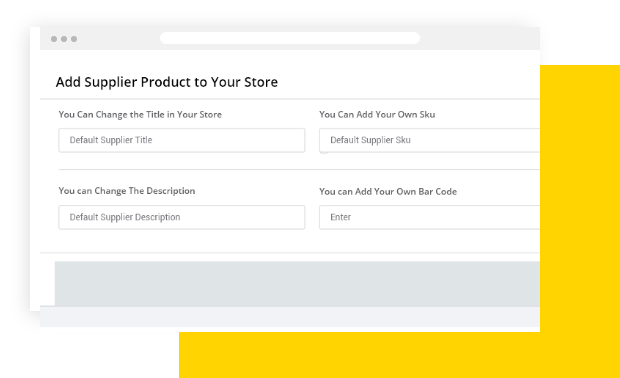 Add Supplier Product to Your Store
You Can Change the Title in Your Store
You Can Add Your Own Sku
Default Supplier Title
Default Supplier Sku
You can Change The Description
You can Add Your Own Bar Code
Default Supplier Description
Enter